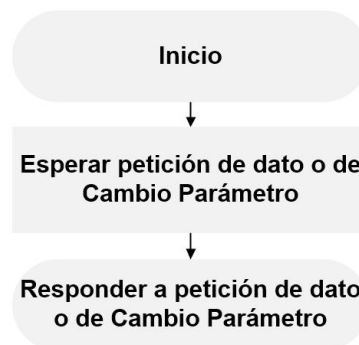 Inicio
Esperar petición de dato o de
Cambio Parámetro
Responder a petición de dato
o de Cambio Parámetro